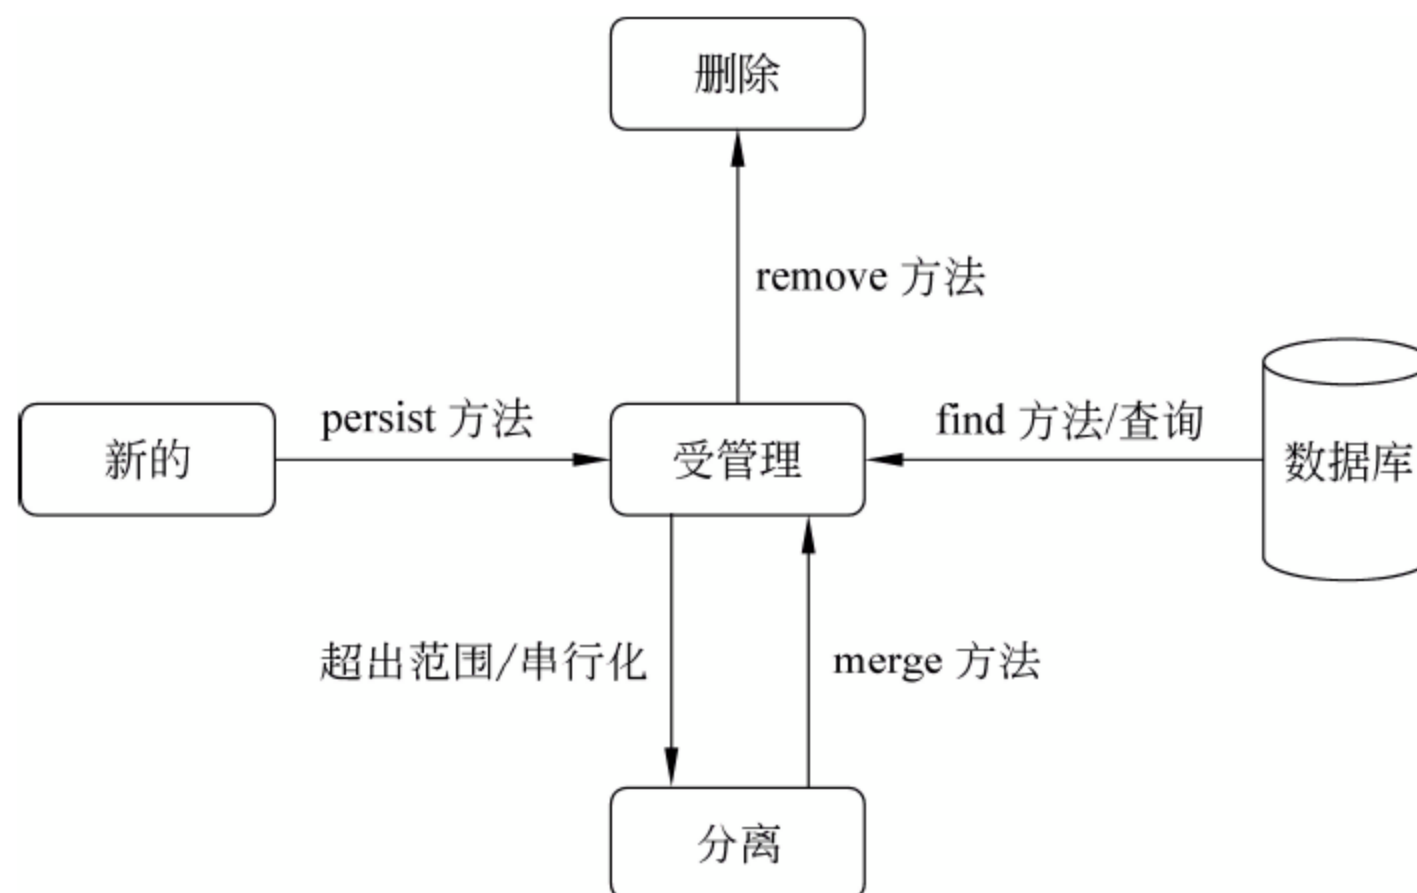 删除
remove 方法
persist 方法
find 方法/查询
新的
受管理
数据库
超出范围/串行化
merge 方法
分离